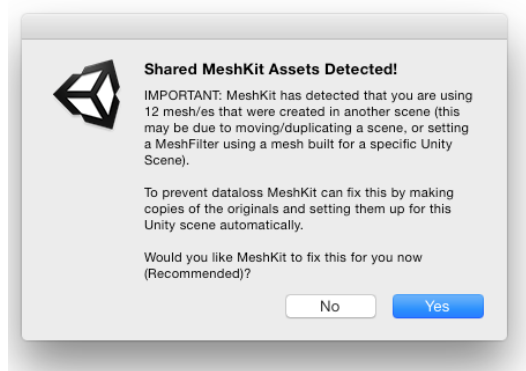 Shared MeshKit Assets Detected!
IMPORTANT: MeshKit has detected that you are using
12 mesh/es that were created in another scene (this
may be due to moving/duplicating a scene, or setting
a MeshFilter using a mesh built for a specific Unity
Scene).
To prevent dataloss MeshKit can fix this by making
copies of the originals and setting them up for this
Unity scene automatically.
Would you like MeshKit to fix this for you now
(Recommended)?
No
Yes